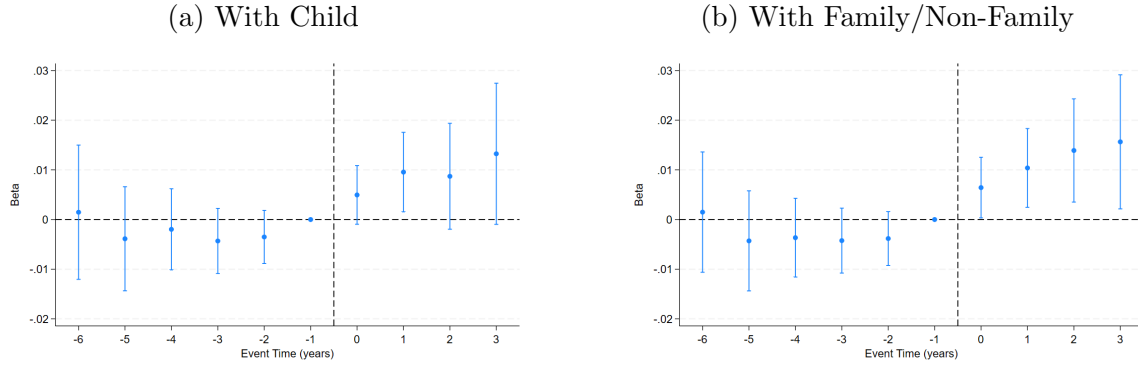 (a) With Child
(b) With Family/Non-Family
.03
.02
.01
0
-.01
-.02
Beta
-6 -5 -4 -3 -2 -1 0 1 2 3
Event Time (years)
.03
.02
.01
0
-.01
-.02
Beta
-6 -5 -4 -3 -2 -1 0 1 2 3
Event Time (years)